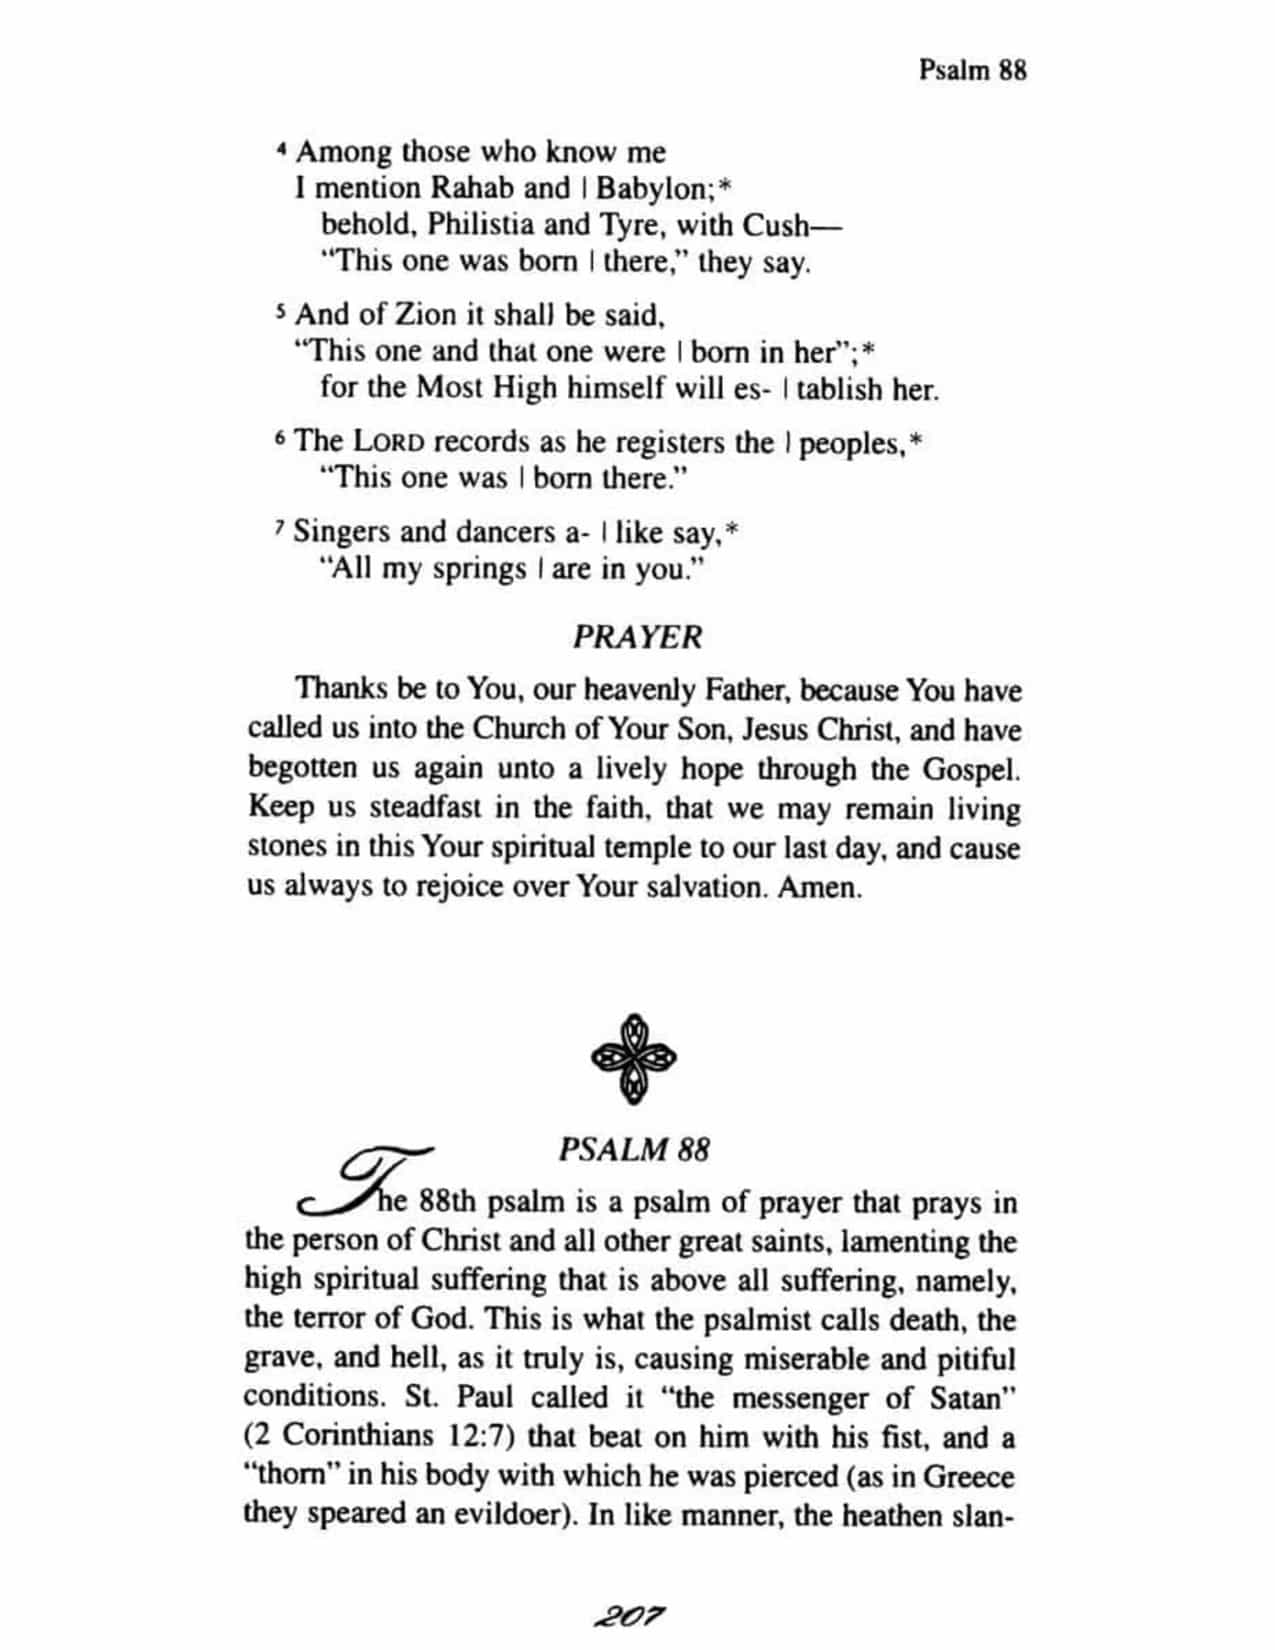 Psalm 88
4 Among those who know me
I mention Rahab and | Babylon;*
behold, Philistia and Tyre, with Cush—
“This one was born | there,” they say.
5 And of Zion it shall be said,
“This one and that one were | born in her”;*
for the Most High himself will es- | tablish her.
6 The LORD records as he registers the | peoples,*
“This one was | born there.”
7 Singers and dancers a- | like say,*
“All my springs | are in you.”
PRAYER
Thanks be to You, our heavenly Father, because You have
called us into the Church of Your Son, Jesus Christ, and have
begotten us again unto a lively hope through the Gospel.
Keep us steadfast in the faith, that we may remain living
stones in this Your spiritual temple to our last day, and cause
us always to rejoice over Your salvation. Amen.
PSALM 88
The 88th psalm is a psalm of prayer that prays in
the person of Christ and all other great saints, lamenting the
high spiritual suffering that is above all suffering, namely,
the terror of God. This is what the psalmist calls death, the
grave, and hell, as it truly is, causing miserable and pitiful
conditions. St. Paul called it “the messenger of Satan”
(2 Corinthians 12:7) that beat on him with his fist, and a
“thorn” in his body with which he was pierced (as in Greece
they speared an evildoer). In like manner, the heathen slan-
207